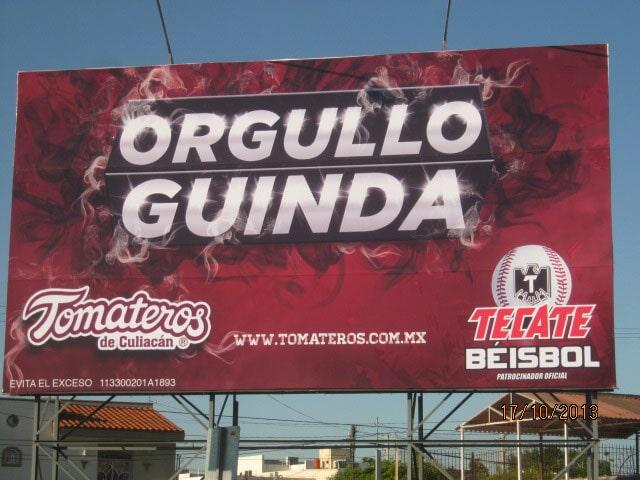 ORGULLO
GUINDA
Tomateros
de Culiacán ®
WWW.TOMATEROS.COM.MX
T
TECATE
BÉISBOL
PATROCINADOR OFICIAL
EVITA EL EXCESO 113300201A1893
17/10/2013